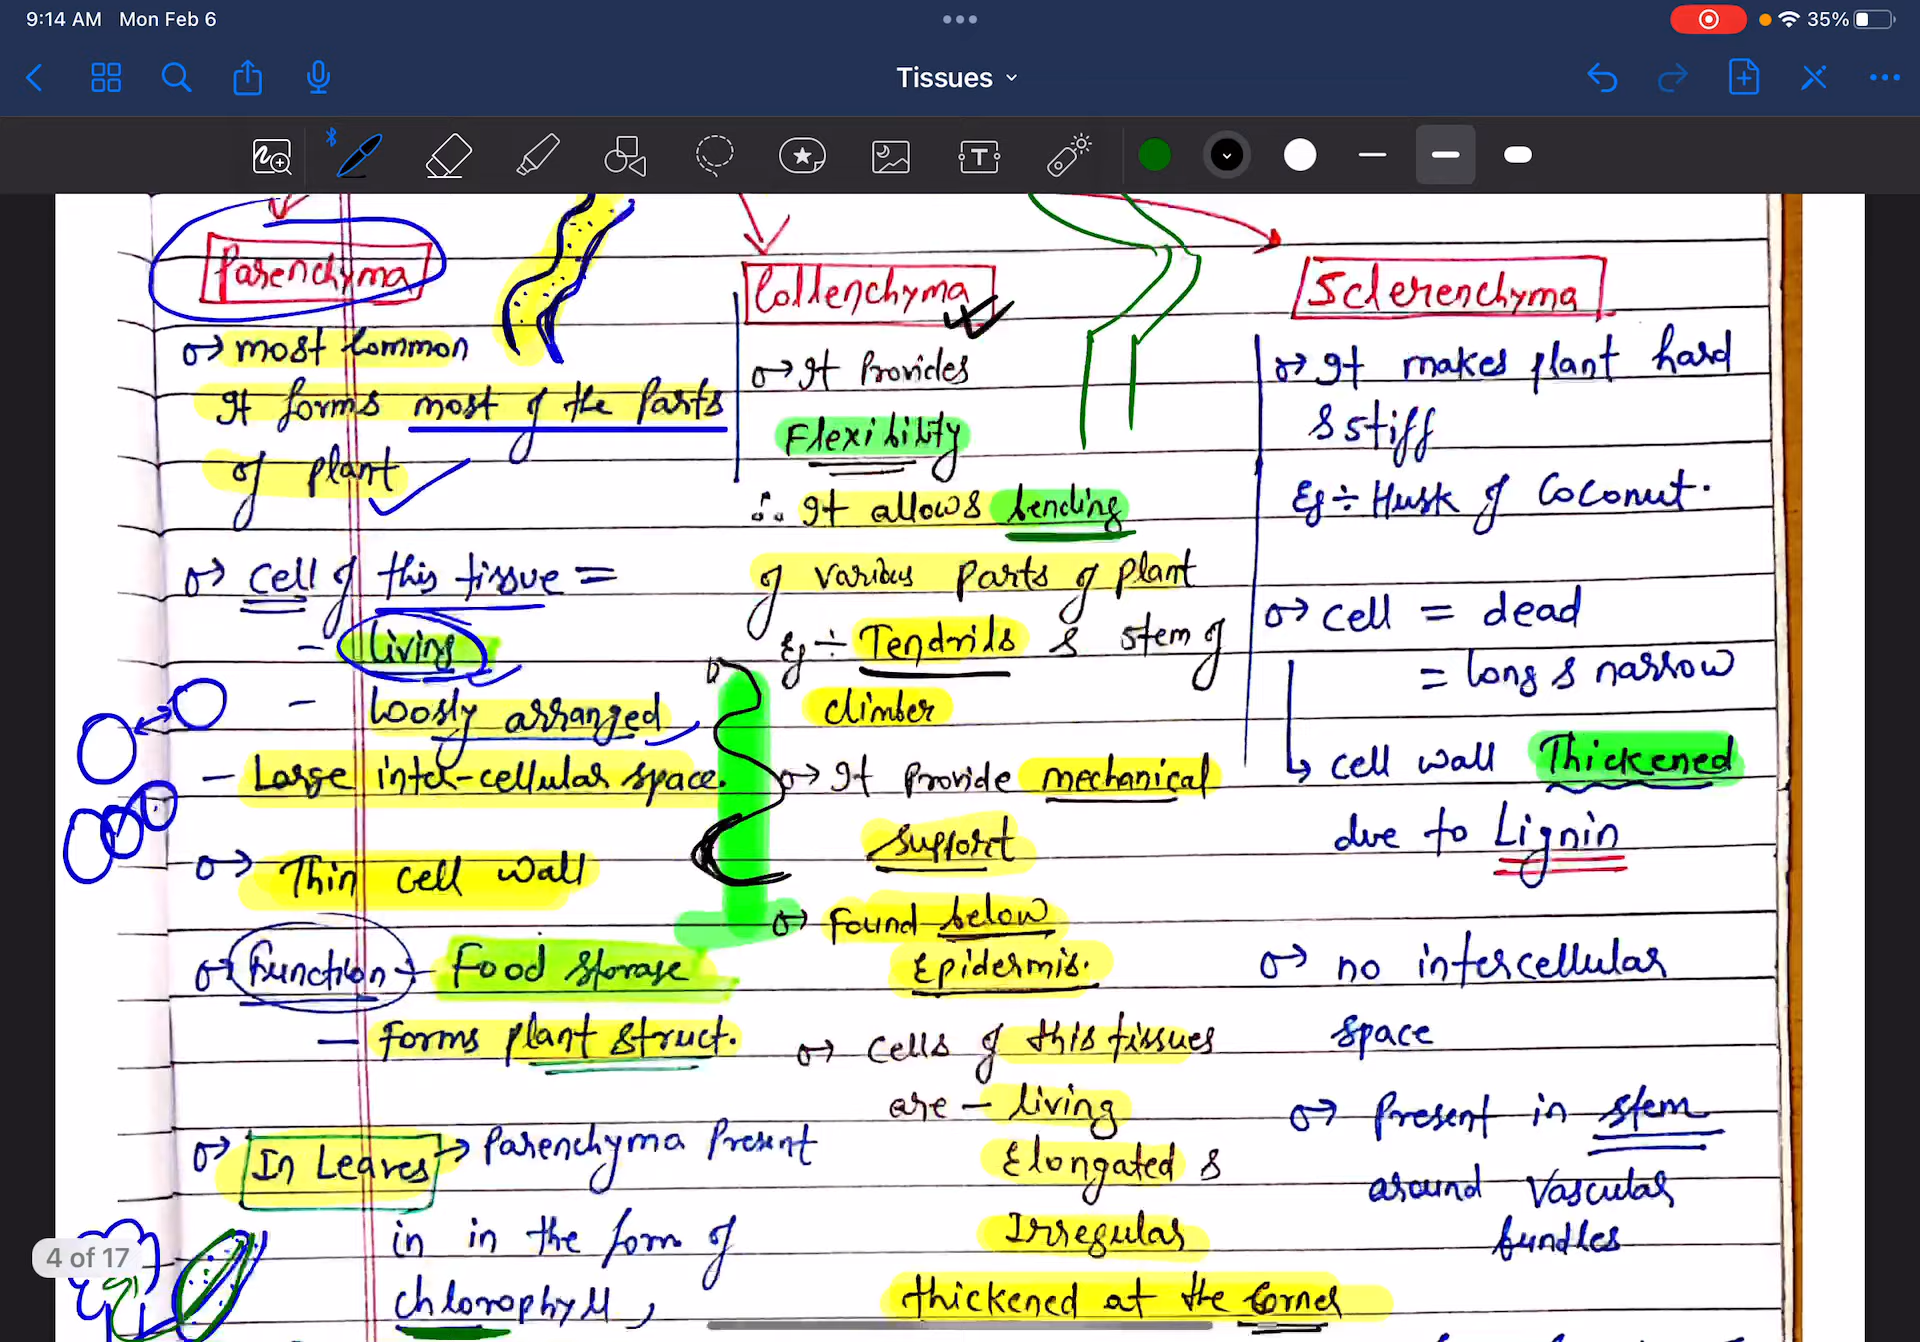 9:14 AM Mon Feb 6
35%
Tissues
Parenchyma
→ most Common
It forms most of the Parts
of plant
→ Cell of this tissue =
- living
- Loosly arranged
- Large inter-cellular space.
→ Thin cell wall
→ Function - Food Storage
- Forms plant struct.
→ In Leaves → Parenchyma Present
in in the form of
chlorophyll,
Collenchyma
→ It Provides
Flexibility
∴ It allows bending
of various Parts of plant
Eg ÷ Tendrils & stem of
climber
→ It Provide mechanical
support
→ Found below
Epidermis.
→ Cells of this tissues
are - living
Elongated &
Irregular
thickened at the Corner
Sclerenchyma
→ It makes plant hard
& stiff
Eg ÷ Husk of Coconut.
→ cell = dead
= long & narrow
↳ cell wall Thickened
due to Lignin
→ no intercellular
space
→ Present in stem
around Vascular
bundles
4 of 17